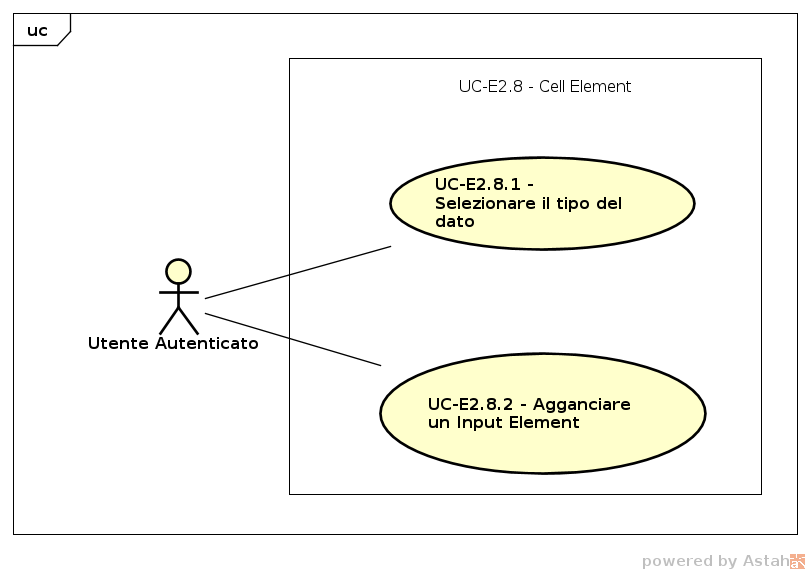 uc
UC-E2.8 - Cell Element
UC-E2.8.1 -
Selezionare il tipo del
dato
Utente Autenticato
UC-E2.8.2 - Agganciare
un Input Element
powered by Astah